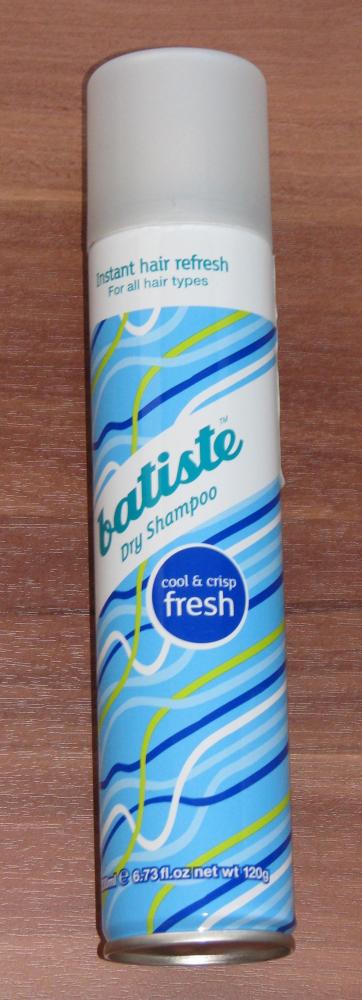 Instant hair refresh
For all hair types
batiste™
Dry Shampoo
cool & crisp
fresh
℮ 6.73 fl.oz net wt 120g